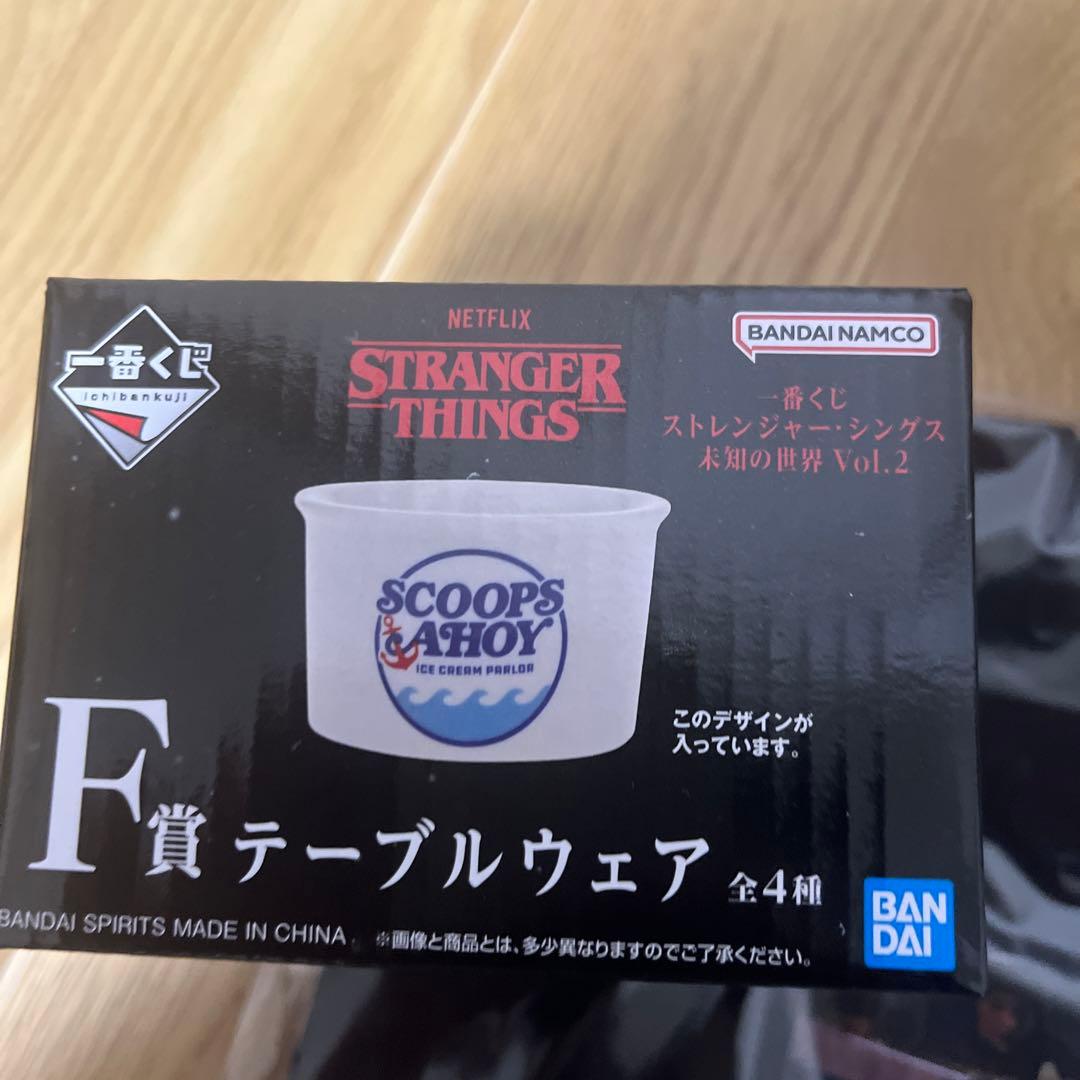 一番くじ
ichibankuji
NETFLIX
STRANGER
THINGS
BANDAI NAMCO
一番くじ
ストレンジャー・シングス
未知の世界 Vol.2
SCOOPS
AHOY
ICE CREAM PARLOR
このデザインが
入っています。
F賞 テーブルウェア 全4種
BANDAI SPIRITS MADE IN CHINA
※画像と商品とは、多少異なりますのでご了承ください。
BAN
DAI